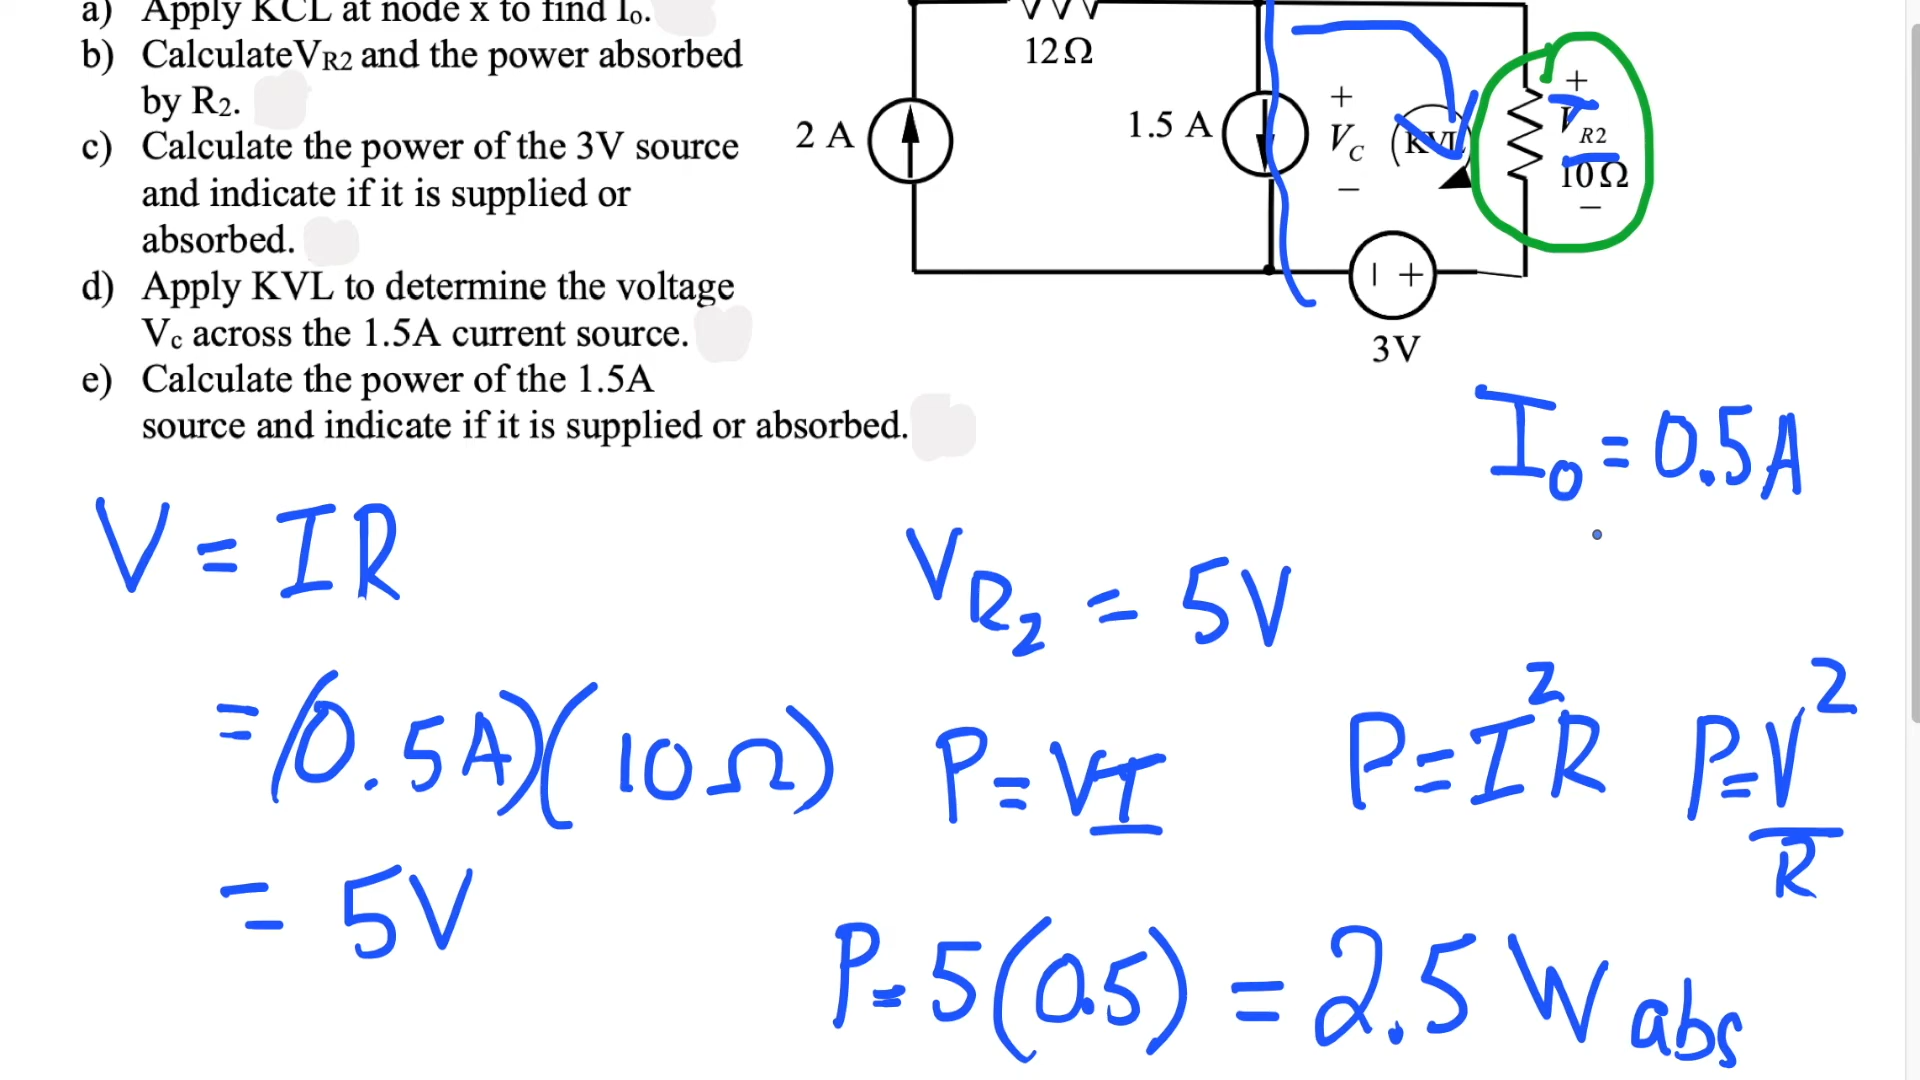 a) Apply KCL at node x to find Io.
b) CalculateVR2 and the power absorbed
by R2.
c) Calculate the power of the 3V source
and indicate if it is supplied or
absorbed.
d) Apply KVL to determine the voltage
Vc across the 1.5A current source.
e) Calculate the power of the 1.5A
source and indicate if it is supplied or absorbed.
12Ω
2 A
1.5 A
+
VC
−
(KVL)
+
VR2
10Ω
−
− +
3V
I0 = 0.5A
V = IR
= (0.5A)(10Ω)
= 5V
VR2 = 5V
P = VI
P = I²R
P = V²/R
P = 5(0.5) = 2.5 W abs